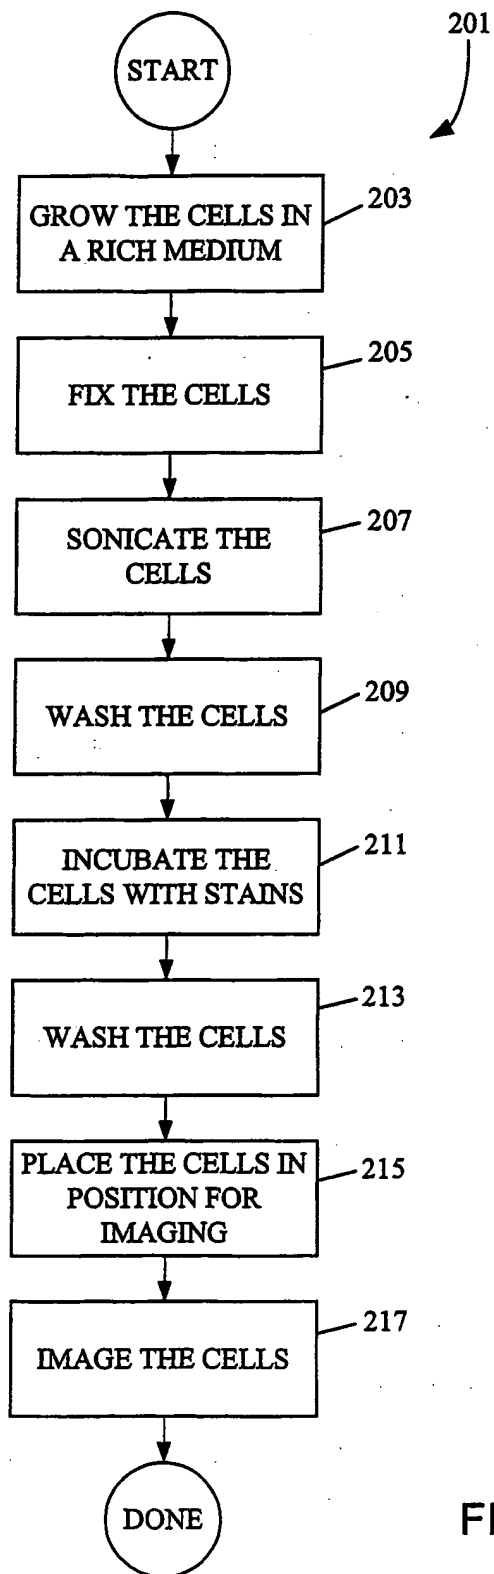 201
START
GROW THE CELLS IN
A RICH MEDIUM
203
FIX THE CELLS
205
SONICATE THE
CELLS
207
WASH THE CELLS
209
INCUBATE THE
CELLS WITH STAINS
211
WASH THE CELLS
213
PLACE THE CELLS IN
POSITION FOR
IMAGING
215
IMAGE THE CELLS
217
DONE